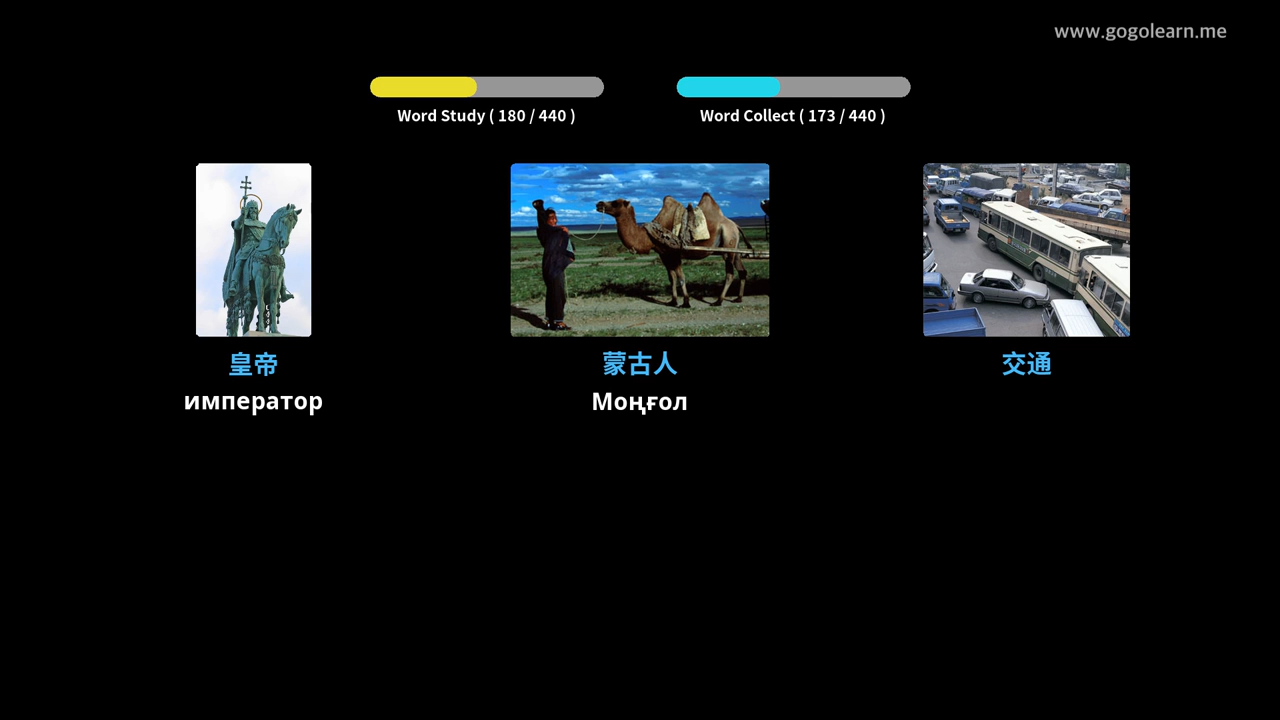 www.gogolearn.me
Word Study ( 180 / 440 )
Word Collect ( 173 / 440 )
皇帝
император
蒙古人
Моңғол
交通